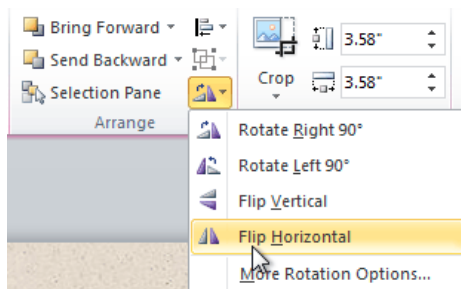 Bring Forward
Send Backward
Selection Pane
Arrange
Crop
3.58"
3.58"
Rotate Right 90°
Rotate Left 90°
Flip Vertical
Flip Horizontal
More Rotation Options...